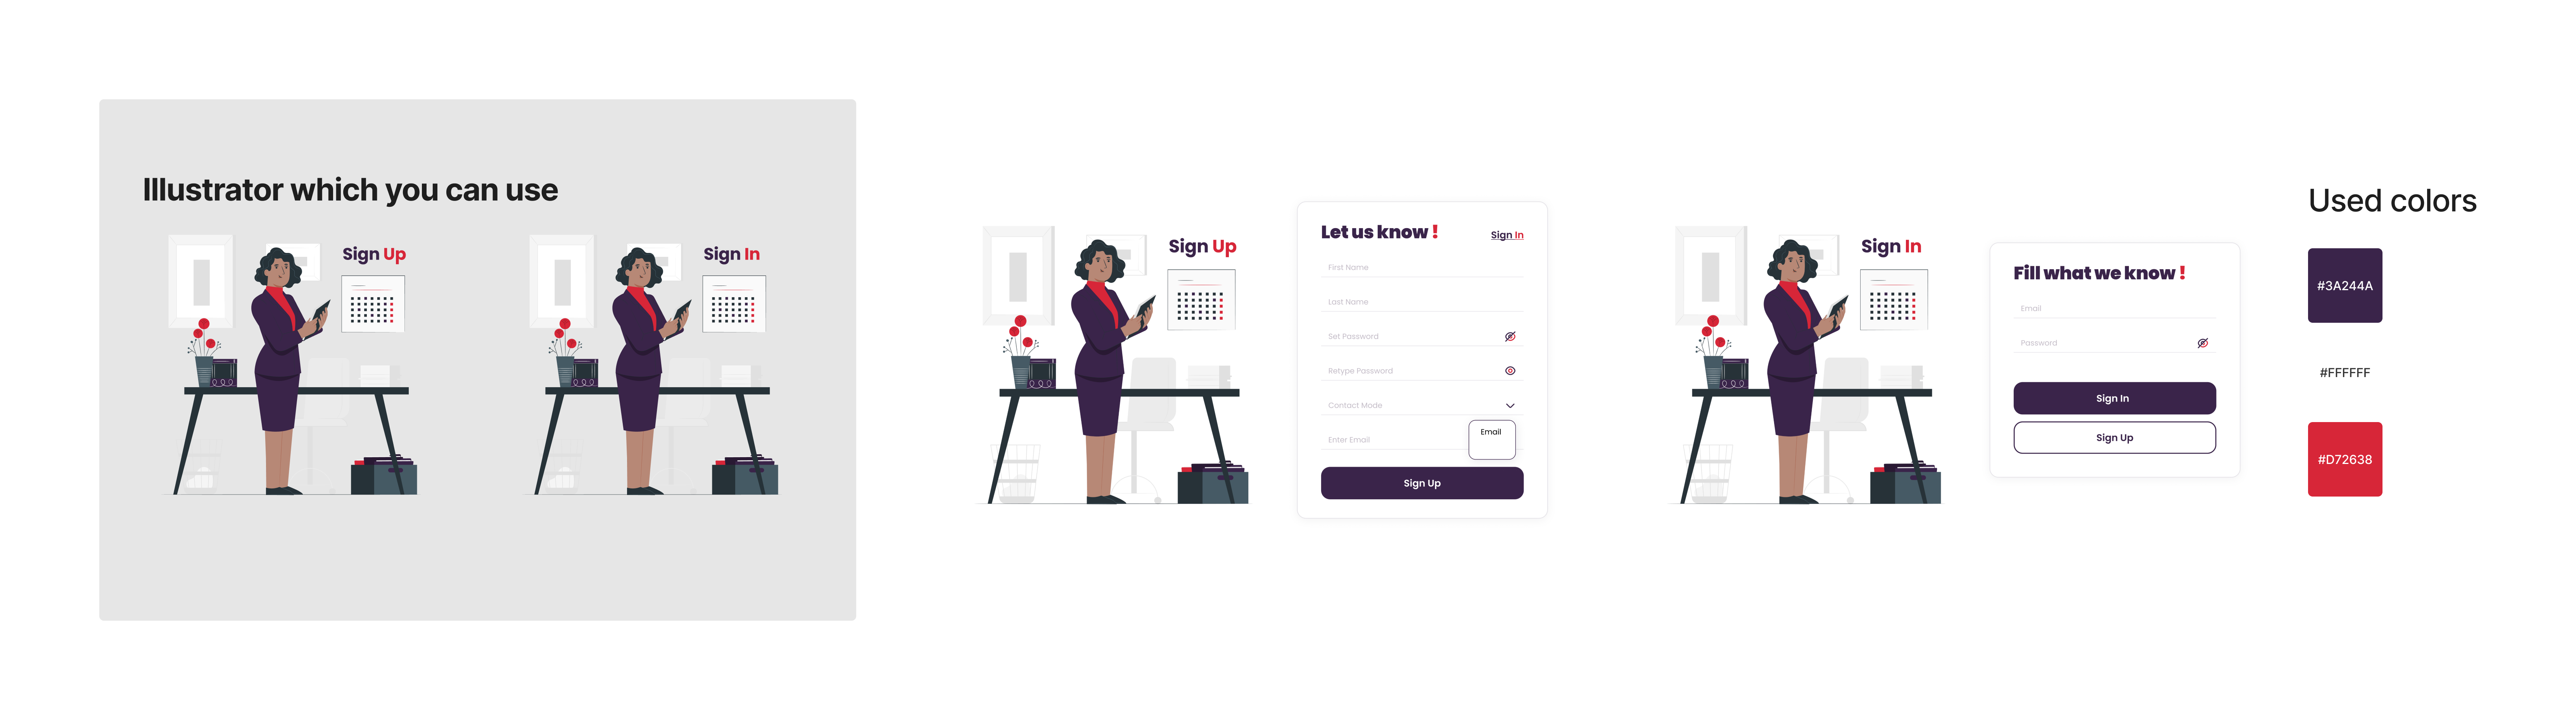 Illustrator which you can use
Sign Up
Sign In
Sign Up
Let us know !
Sign In
First Name
Last Name
Set Password
Retype Password
Contact Mode
Enter Email
Email
Sign Up
Sign In
Fill what we know !
Email
Password
Sign In
Sign Up
Used colors
#3A244A
#FFFFFF
#D72638